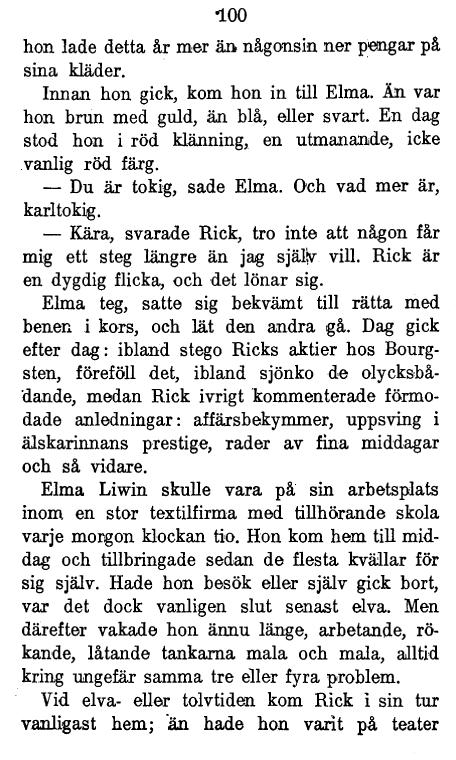 100
hon lade detta år mer än någonsin ner pengar på
sina kläder.
Innan hon gick, kom hon in till Elma. Än var
hon brun med guld, än blå, eller svart. En dag
stod hon i röd klänning, en utmanande, icke
vanlig röd färg.
— Du är tokig, sade Elma. Och vad mer är,
karltokig.
— Kära, svarade Rick, tro inte att någon får
mig ett steg längre än jag själv vill. Rick är
en dygdig flicka, och det lönar sig.
Elma teg, satte sig bekvämt till rätta med
benen i kors, och lät den andra gå. Dag gick
efter dag: ibland stego Ricks aktier hos Bourg-
sten, föreföll det, ibland sjönko de olycksbå-
dande, medan Rick ivrigt kommenterade förmo-
dade anledningar: affärsbekymmer, uppsving i
älskarinnans prestige, rader av fina middagar
och så vidare.
Elma Liwin skulle vara på sin arbetsplats
inom en stor textilfirma med tillhörande skola
varje morgon klockan tio. Hon kom hem till mid-
dag och tillbringade sedan de flesta kvällar för
sig själv. Hade hon besök eller själv gick bort,
var det dock vanligen slut senast elva. Men
därefter vakade hon ännu länge, arbetande, rö-
kande, låtande tankarna mala och mala, alltid
kring ungefär samma tre eller fyra problem.
Vid elva- eller tolvtiden kom Rick i sin tur
vanligast hem; än hade hon varit på teater